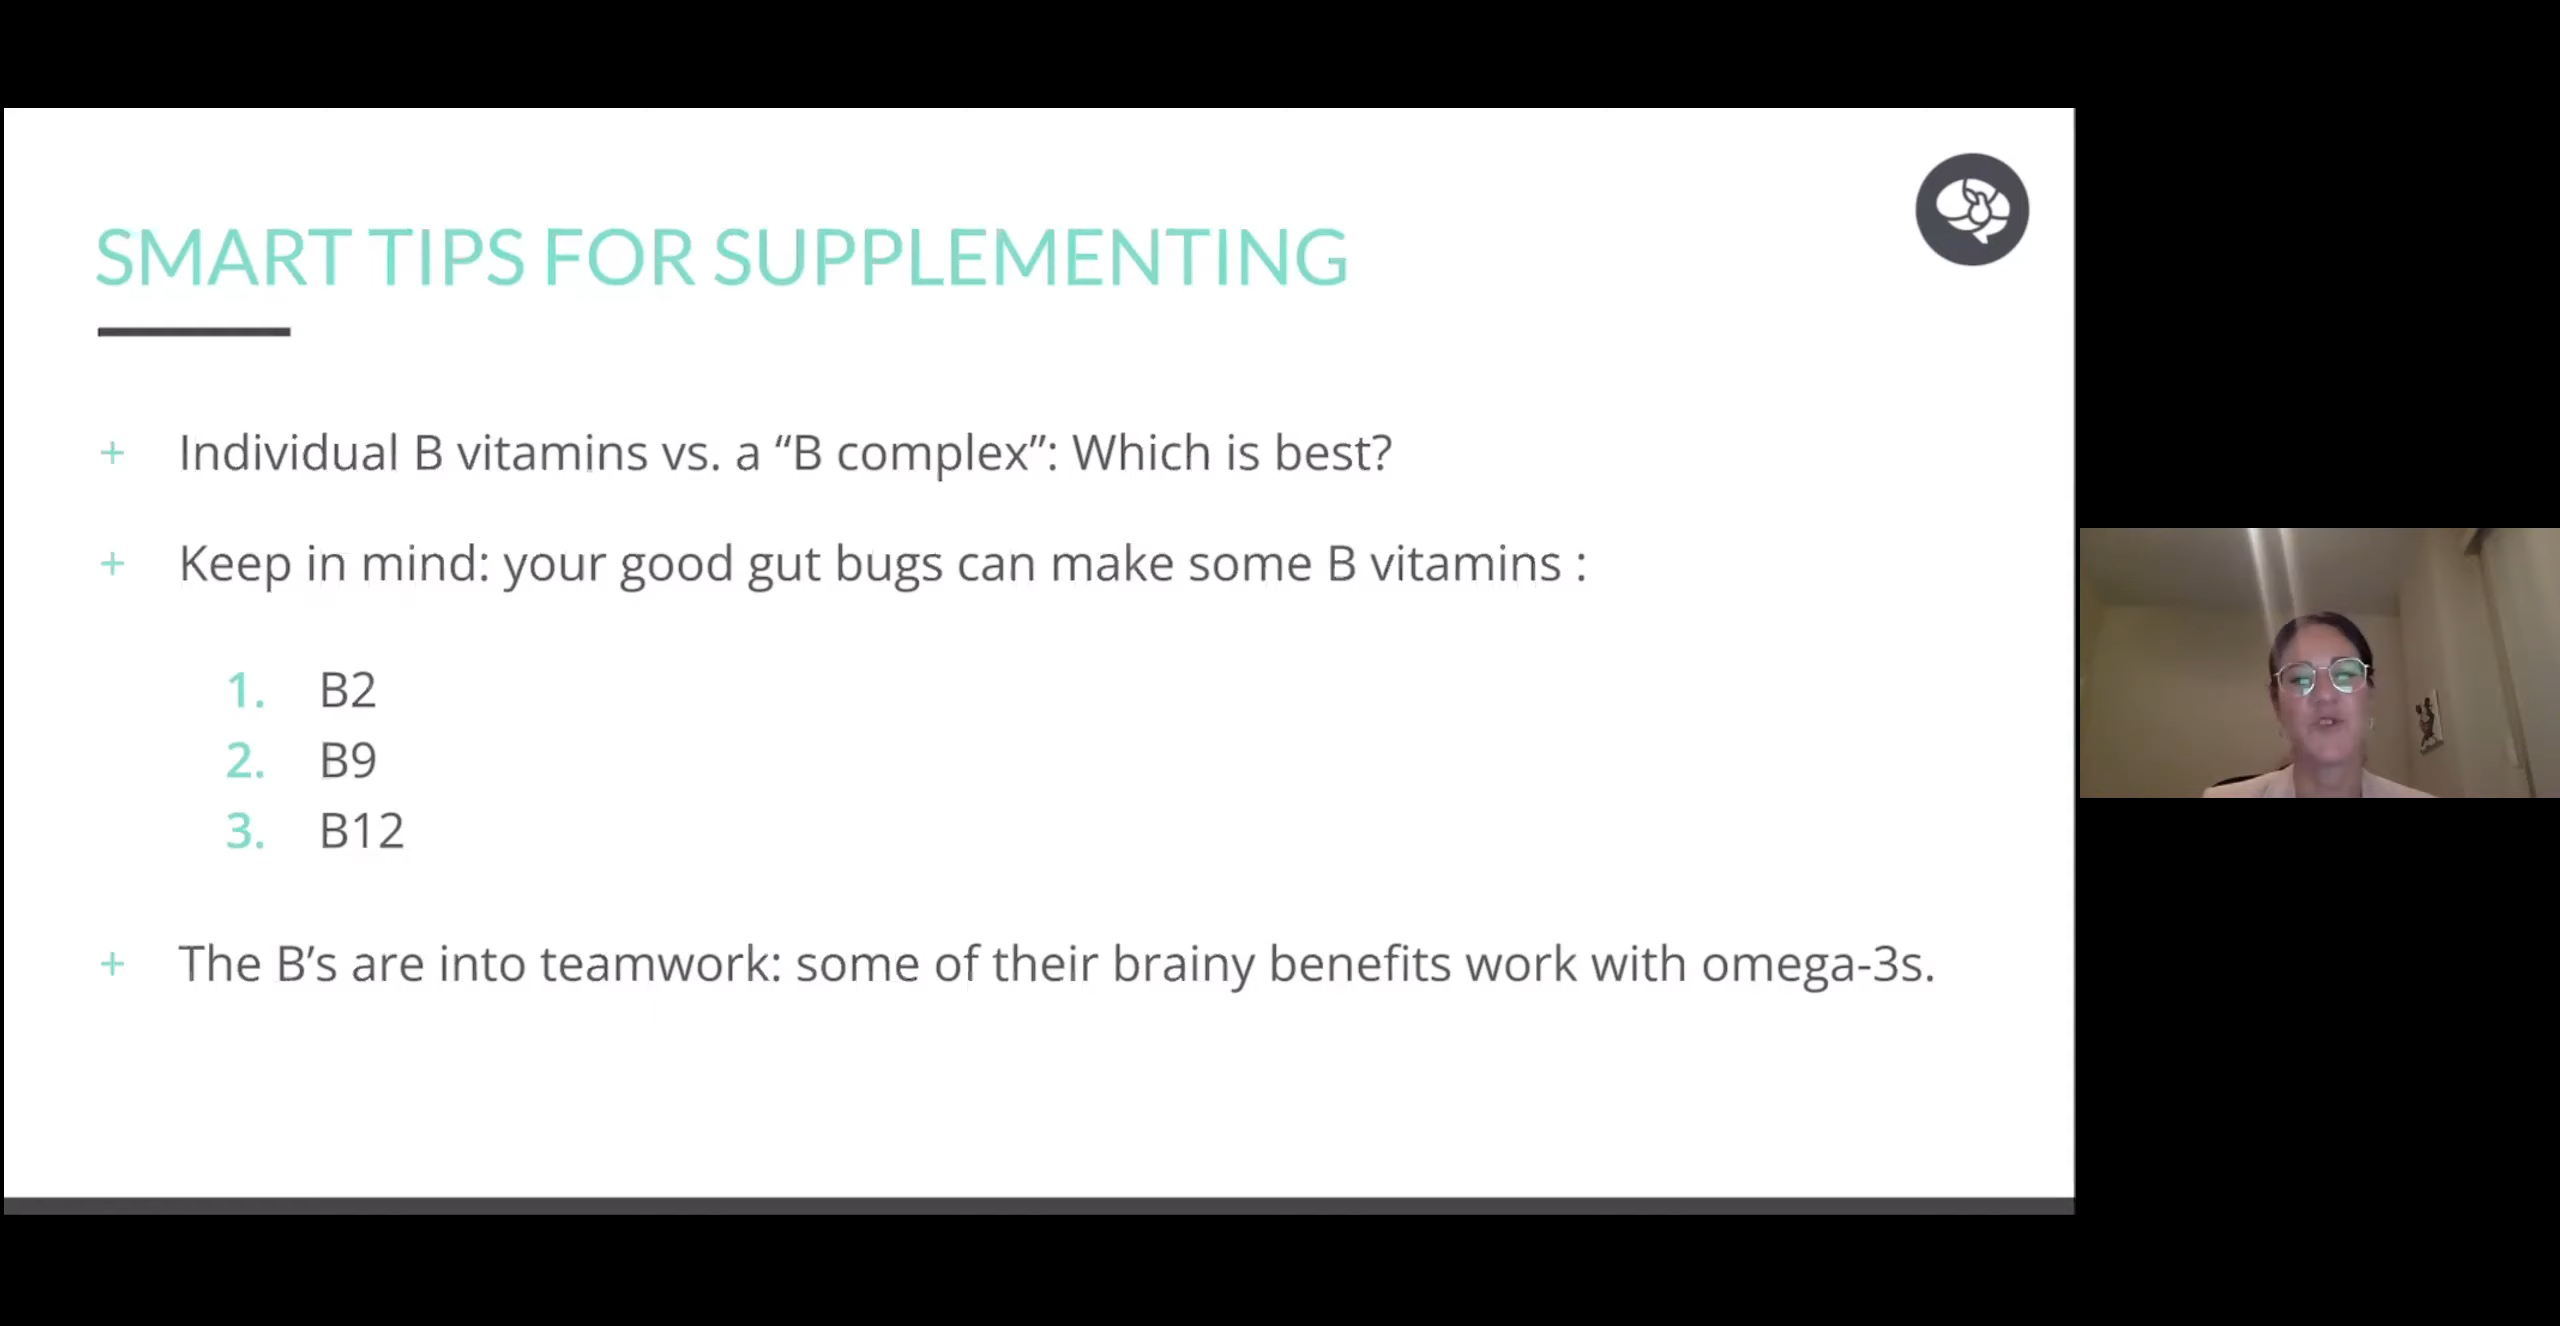 SMART TIPS FOR SUPPLEMENTING
+ Individual B vitamins vs. a “B complex”: Which is best?
+ Keep in mind: your good gut bugs can make some B vitamins :
1. B2
2. B9
3. B12
+ The B’s are into teamwork: some of their brainy benefits work with omega-3s.